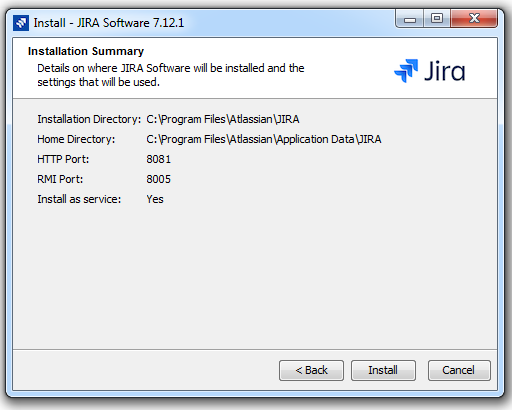 Install - JIRA Software 7.12.1
Installation Summary
Details on where JIRA Software will be installed and the
settings that will be used.
Jira
Installation Directory: C:\Program Files\Atlassian\JIRA
Home Directory: C:\Program Files\Atlassian\Application Data\JIRA
HTTP Port: 8081
RMI Port: 8005
Install as service: Yes
< Back Install Cancel